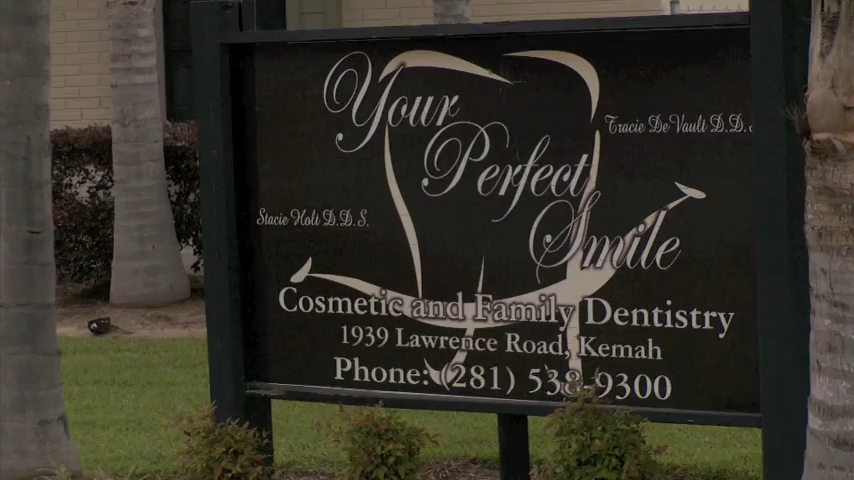 Your
Perfect
Smile
Tracie DeVault D.D.
Stacie Holt D.D.S.
Cosmetic and Family Dentistry
1939 Lawrence Road, Kemah
Phone: (281) 538-9300